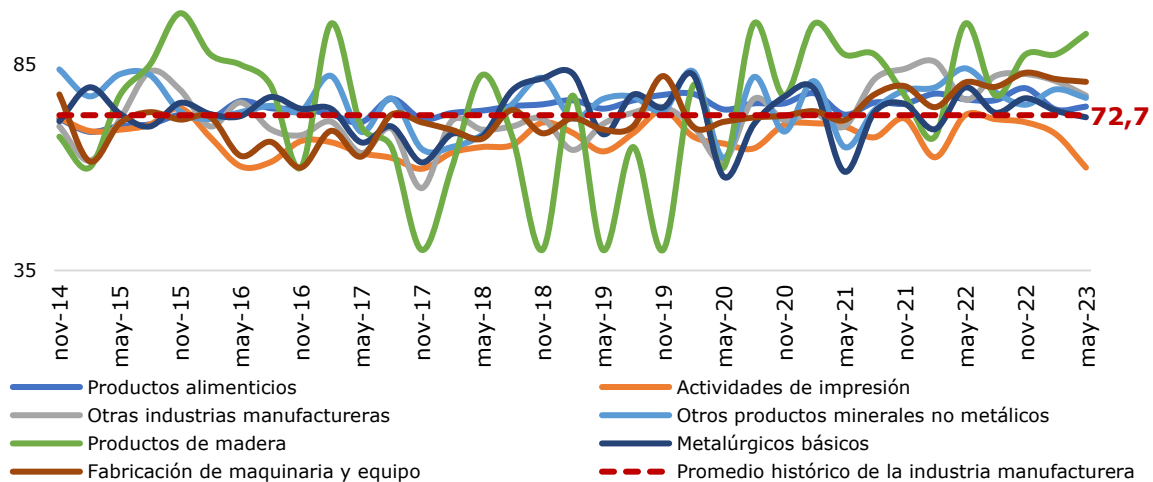 85
72,7
35
nov-14
may-15
nov-15
may-16
nov-16
may-17
nov-17
may-18
nov-18
may-19
nov-19
may-20
nov-20
may-21
nov-21
may-22
nov-22
may-23
Productos alimenticios
Actividades de impresión
Otras industrias manufactureras
Otros productos minerales no metálicos
Productos de madera
Metalúrgicos básicos
Fabricación de maquinaria y equipo
Promedio histórico de la industria manufacturera